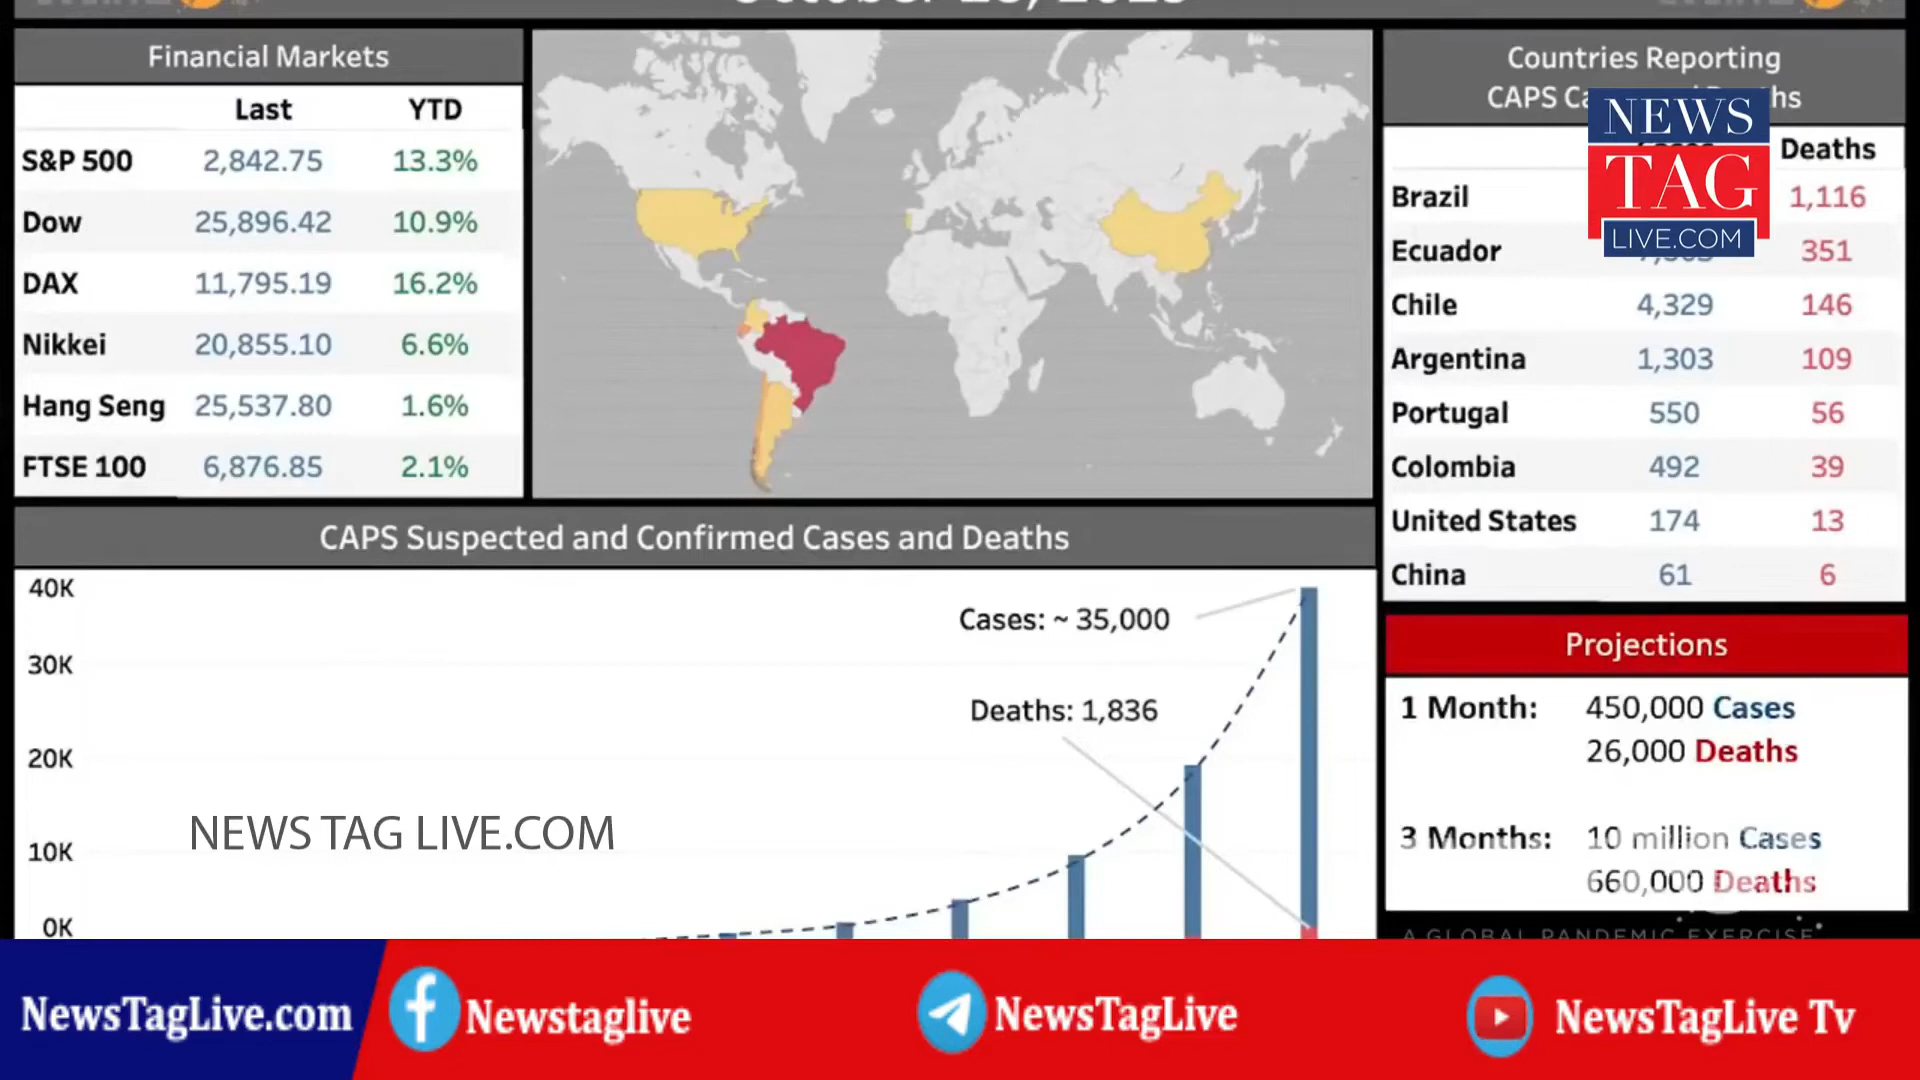 Financial Markets
Last YTD
S&P 500 2,842.75 13.3%
Dow 25,896.42 10.9%
DAX 11,795.19 16.2%
Nikkei 20,855.10 6.6%
Hang Seng 25,537.80 1.6%
FTSE 100 6,876.85 2.1%
Countries Reporting
CAPS
NEWS
TAG
LIVE.COM
Deaths
Brazil 1,116
Ecuador 351
Chile 4,329 146
Argentina 1,303 109
Portugal 550 56
Colombia 492 39
United States 174 13
China 61 6
CAPS Suspected and Confirmed Cases and Deaths
40K
30K
20K
10K
0K
Cases: ~ 35,000
Deaths: 1,836
NEWS TAG LIVE.COM
Projections
1 Month: 450,000 Cases
26,000 Deaths
3 Months: 10 million Cases
660,000 Deaths
A GLOBAL PANDEMIC EXERCISE
NewsTagLive.com
Newstaglive
NewsTagLive
NewsTagLive Tv